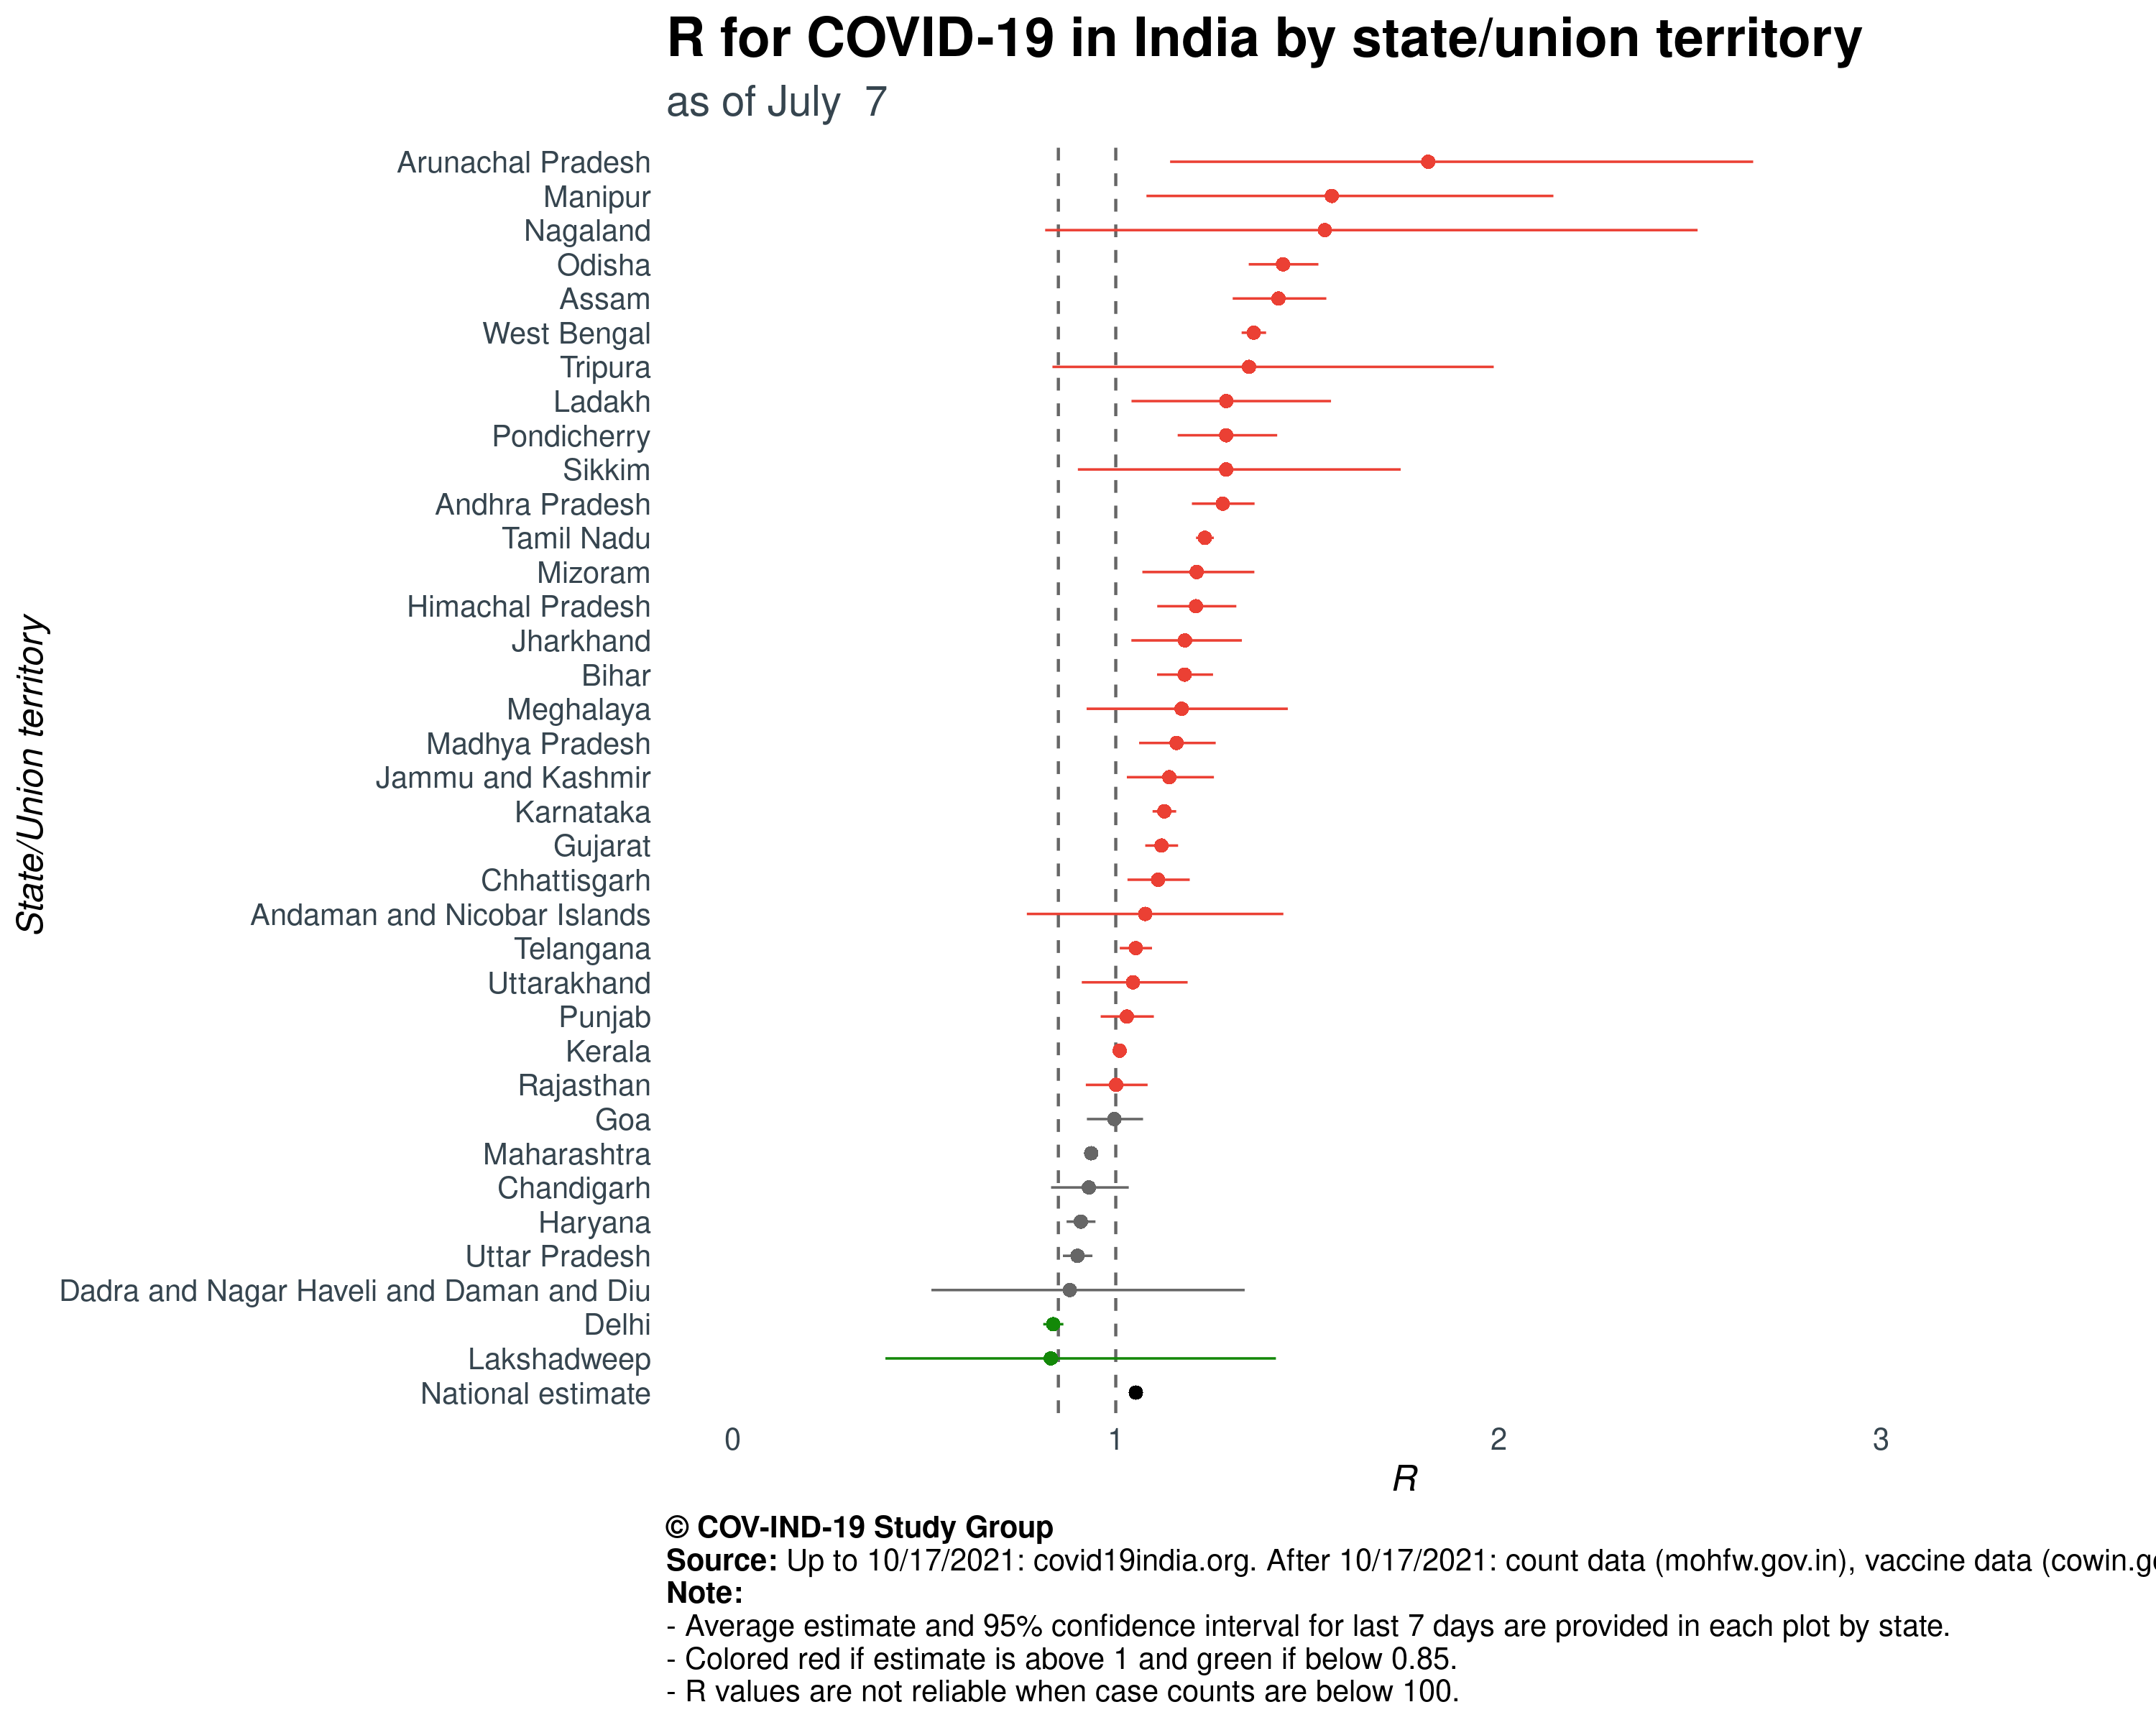 R for COVID-19 in India by state/union territory
as of July  7
State/Union territory
Arunachal Pradesh
Manipur
Nagaland
Odisha
Assam
West Bengal
Tripura
Ladakh
Pondicherry
Sikkim
Andhra Pradesh
Tamil Nadu
Mizoram
Himachal Pradesh
Jharkhand
Bihar
Meghalaya
Madhya Pradesh
Jammu and Kashmir
Karnataka
Gujarat
Chhattisgarh
Andaman and Nicobar Islands
Telangana
Uttarakhand
Punjab
Kerala
Rajasthan
Goa
Maharashtra
Chandigarh
Haryana
Uttar Pradesh
Dadra and Nagar Haveli and Daman and Diu
Delhi
Lakshadweep
National estimate
0 1 2 3
R
© COV-IND-19 Study Group
Source: Up to 10/17/2021: covid19india.org. After 10/17/2021: count data (mohfw.gov.in), vaccine data
Note:
- Average estimate and 95% confidence interval for last 7 days are provided in each plot by state.
- Colored red if estimate is above 1 and green if below 0.85.
- R values are not reliable when case counts are below 100.